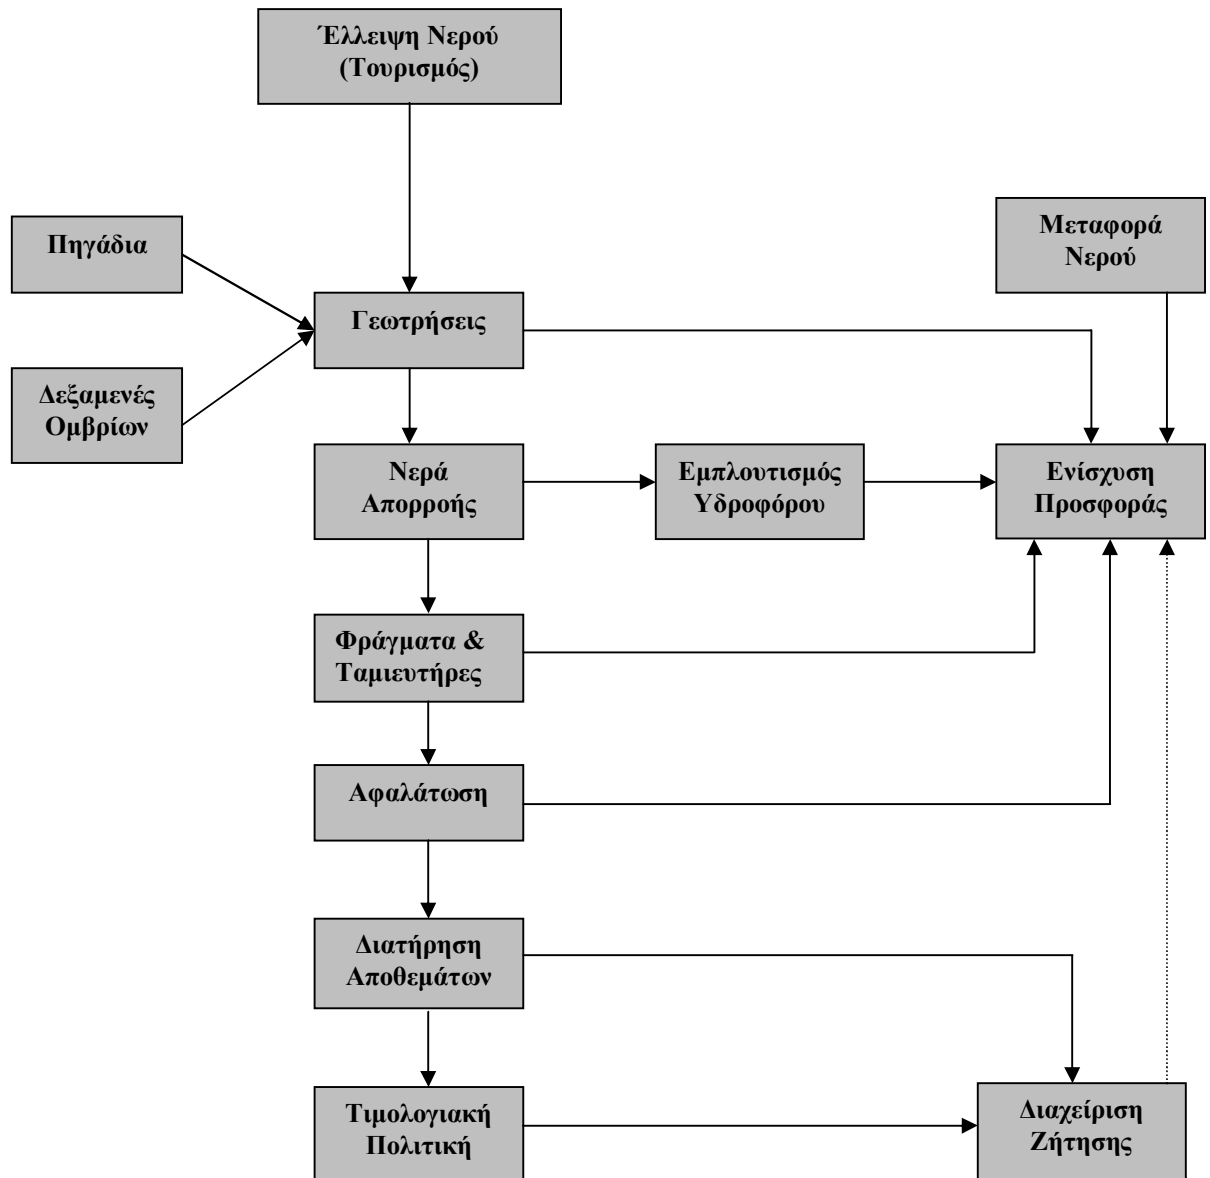 Έλλειψη Νερού
(Τουρισμός)
Πηγάδια
Μεταφορά
Νερού
Γεωτρήσεις
Δεξαμενές
Ομβρίων
Νερά
Απορροής
Εμπλουτισμός
Υδροφόρου
Ενίσχυση
Προσφοράς
Φράγματα &
Ταμιευτήρες
Αφαλάτωση
Διατήρηση
Αποθεμάτων
Τιμολογιακή
Πολιτική
Διαχείριση
Ζήτησης